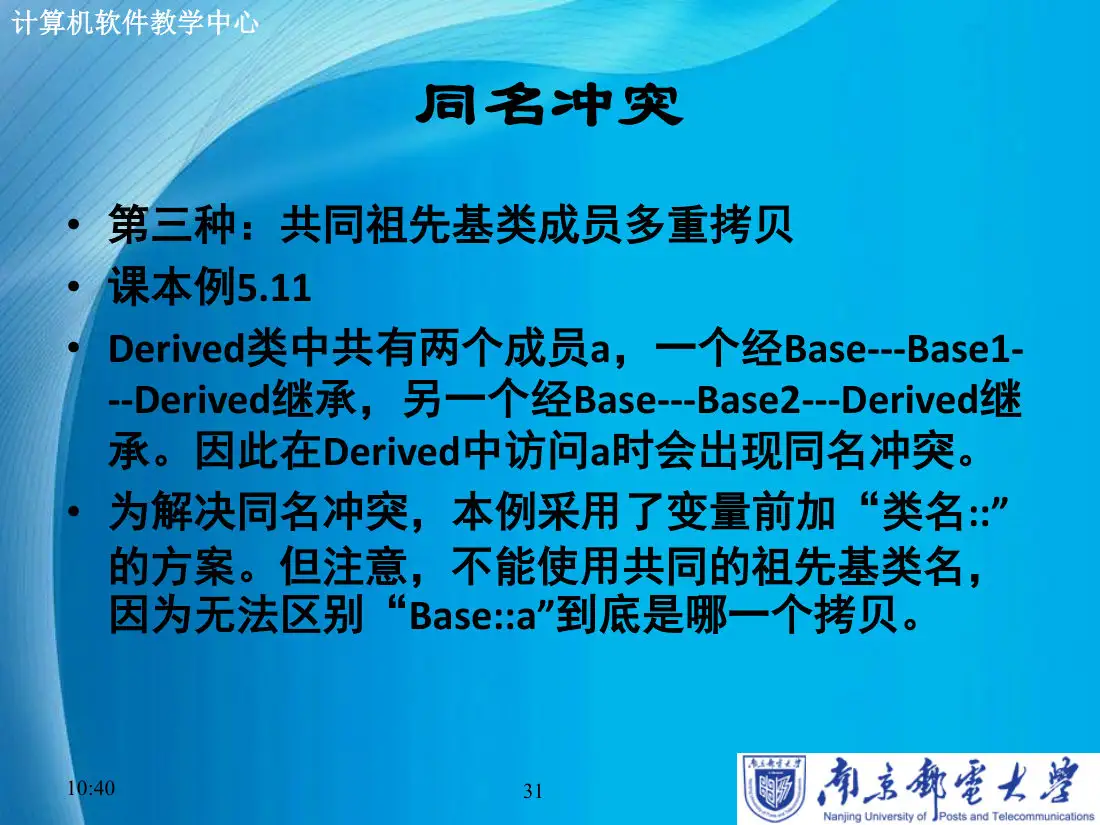 计算机软件教学中心
同名冲突
• 第三种：共同祖先基类成员多重拷贝
• 课本例5.11
• Derived类中共有两个成员a，一个经Base---Base1-
--Derived继承，另一个经Base---Base2---Derived继
承。因此在Derived中访问a时会出现同名冲突。
• 为解决同名冲突，本例采用了变量前加“类名::”
的方案。但注意，不能使用共同的祖先基类名，
因为无法区别“Base::a”到底是哪一个拷贝。
10:40
31
南京邮电大学
南京郵電大學
Nanjing University of Posts and Telecommunications